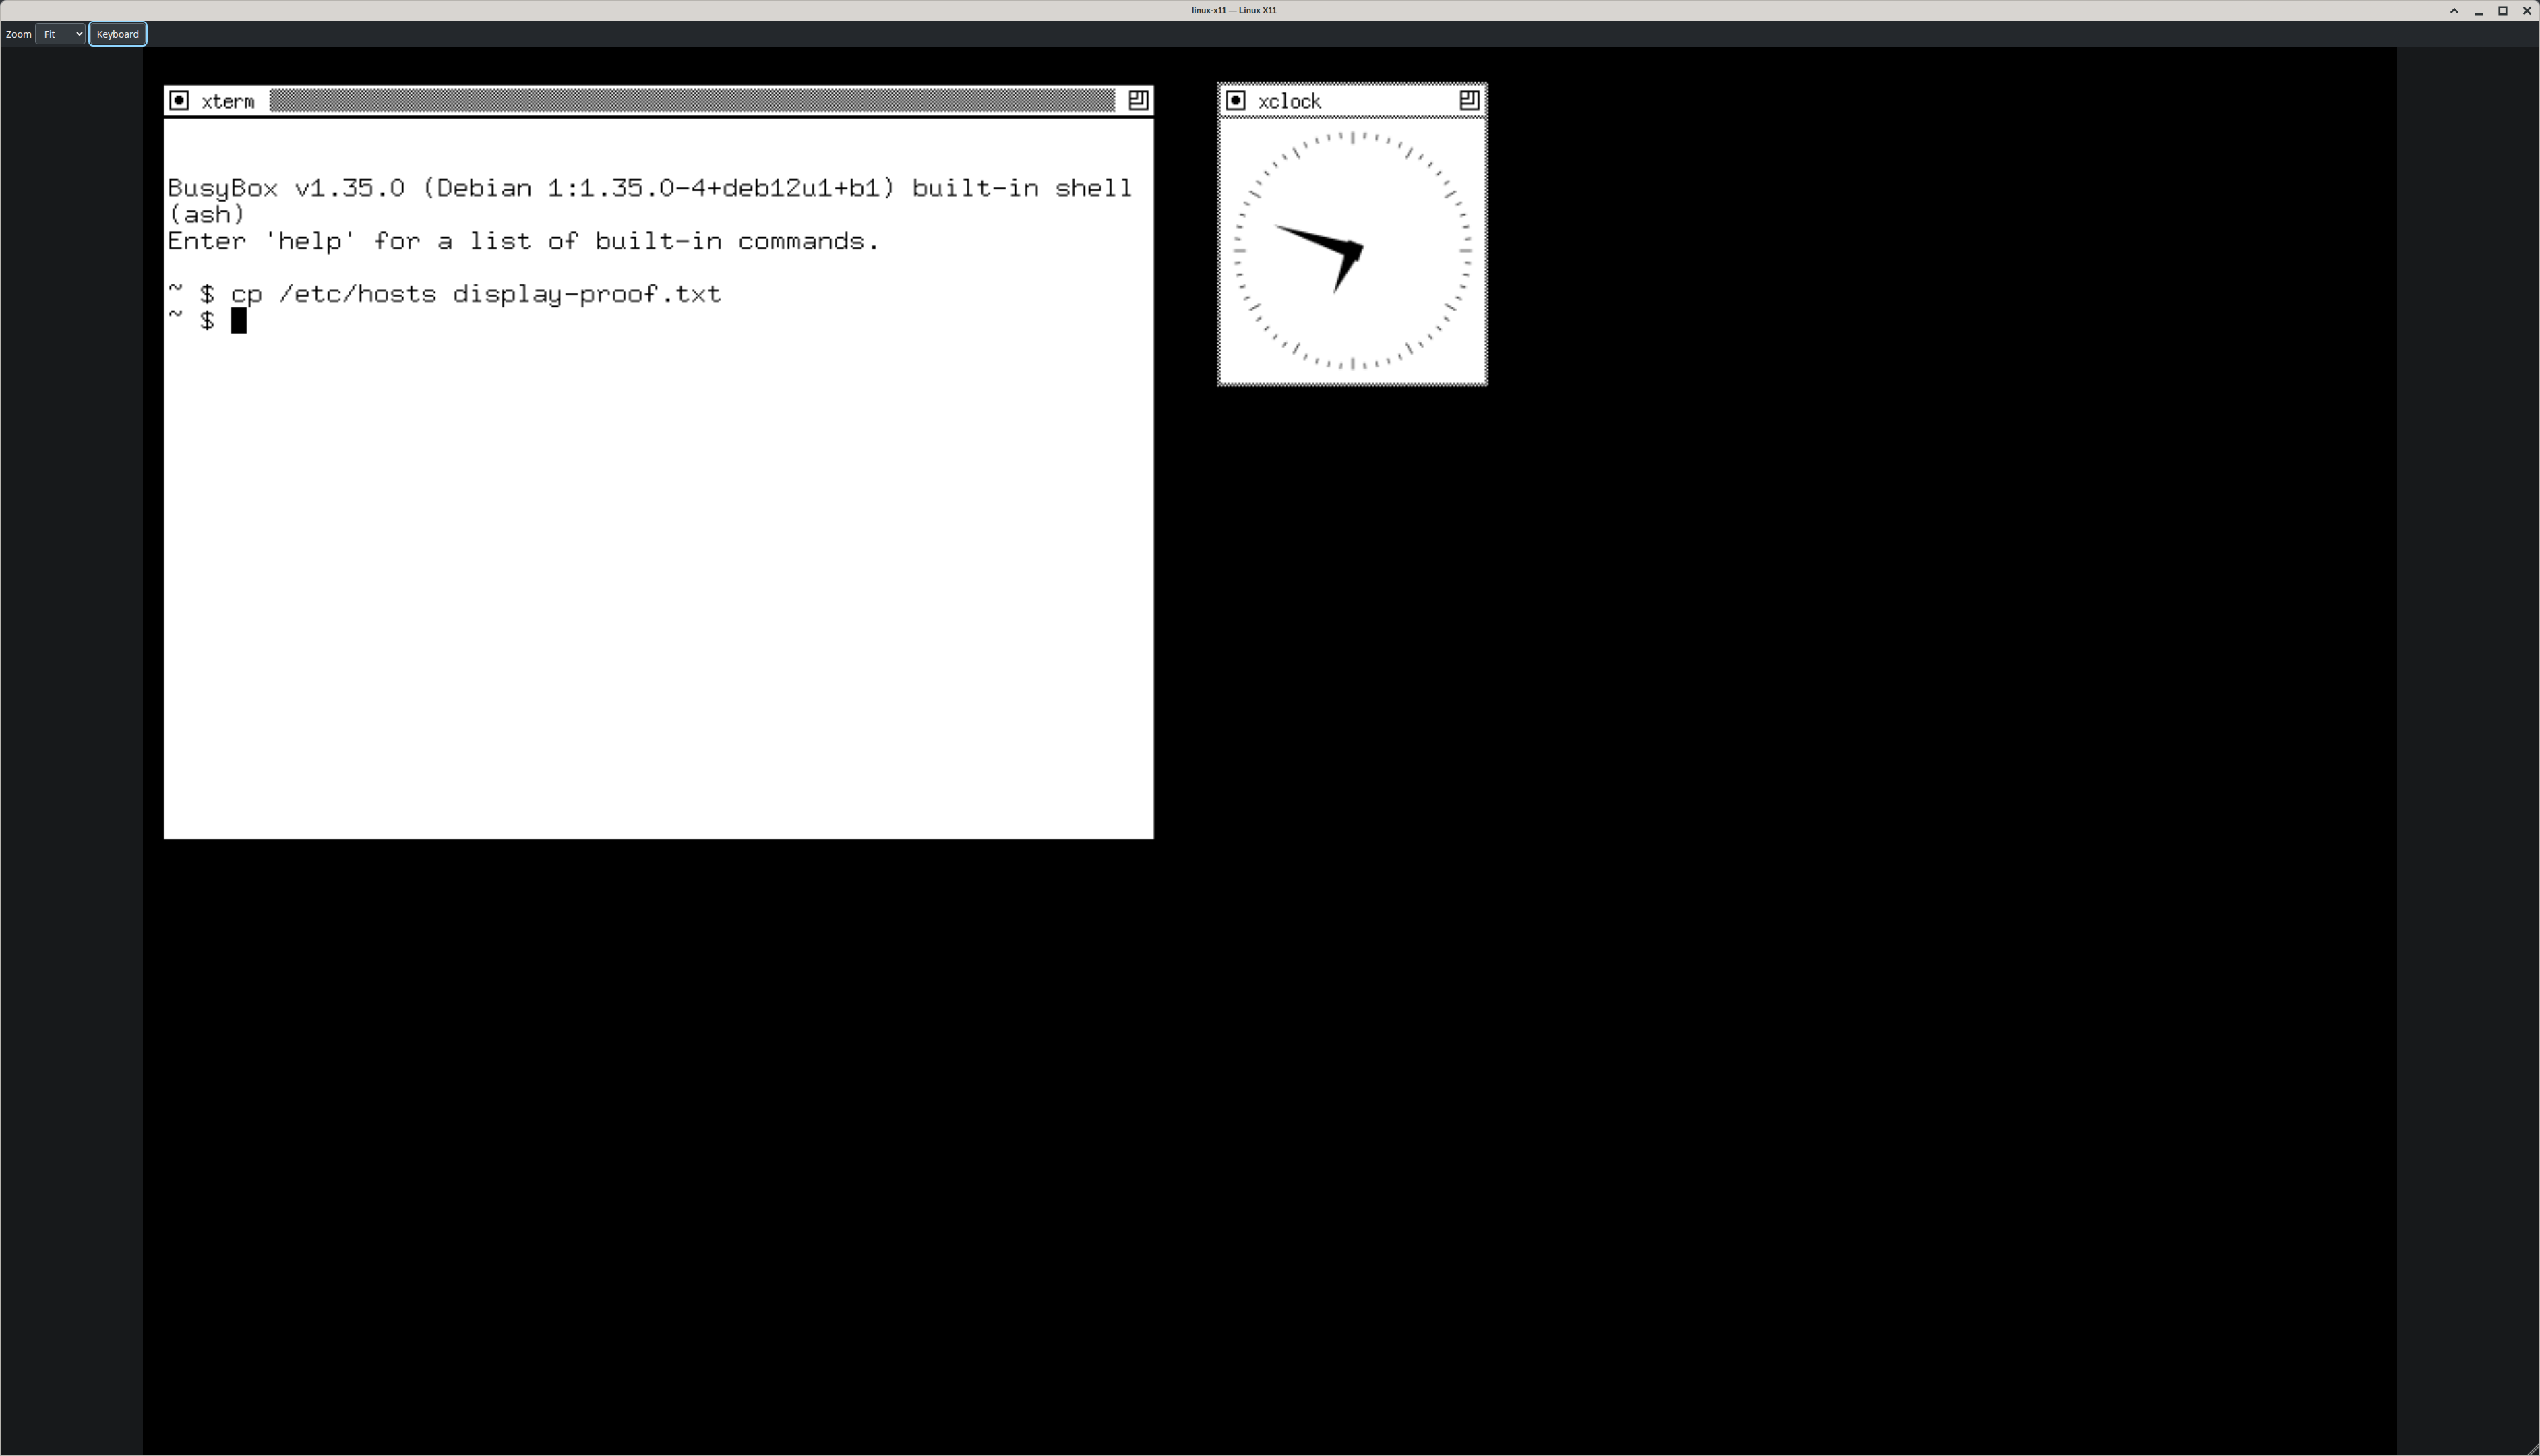 linux-x11 — Linux X11
Zoom Fit Keyboard
xterm
BusyBox v1.35.0 (Debian 1:1.35.0-4+deb12u1+b1) built-in shell
(ash)
Enter 'help' for a list of built-in commands.
~ $ cp /etc/hosts display-proof.txt
~ $
xclock